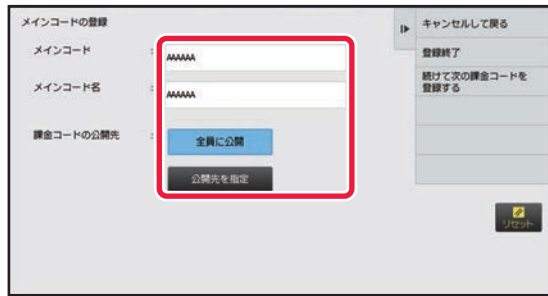 メインコードの登録
メインコード : AAAAAA
メインコード名 : AAAAAA
課金コードの公開先 : 全員に公開
公開先を指定
キャンセルして戻る
登録終了
続けて次の課金コードを
登録する
リセット